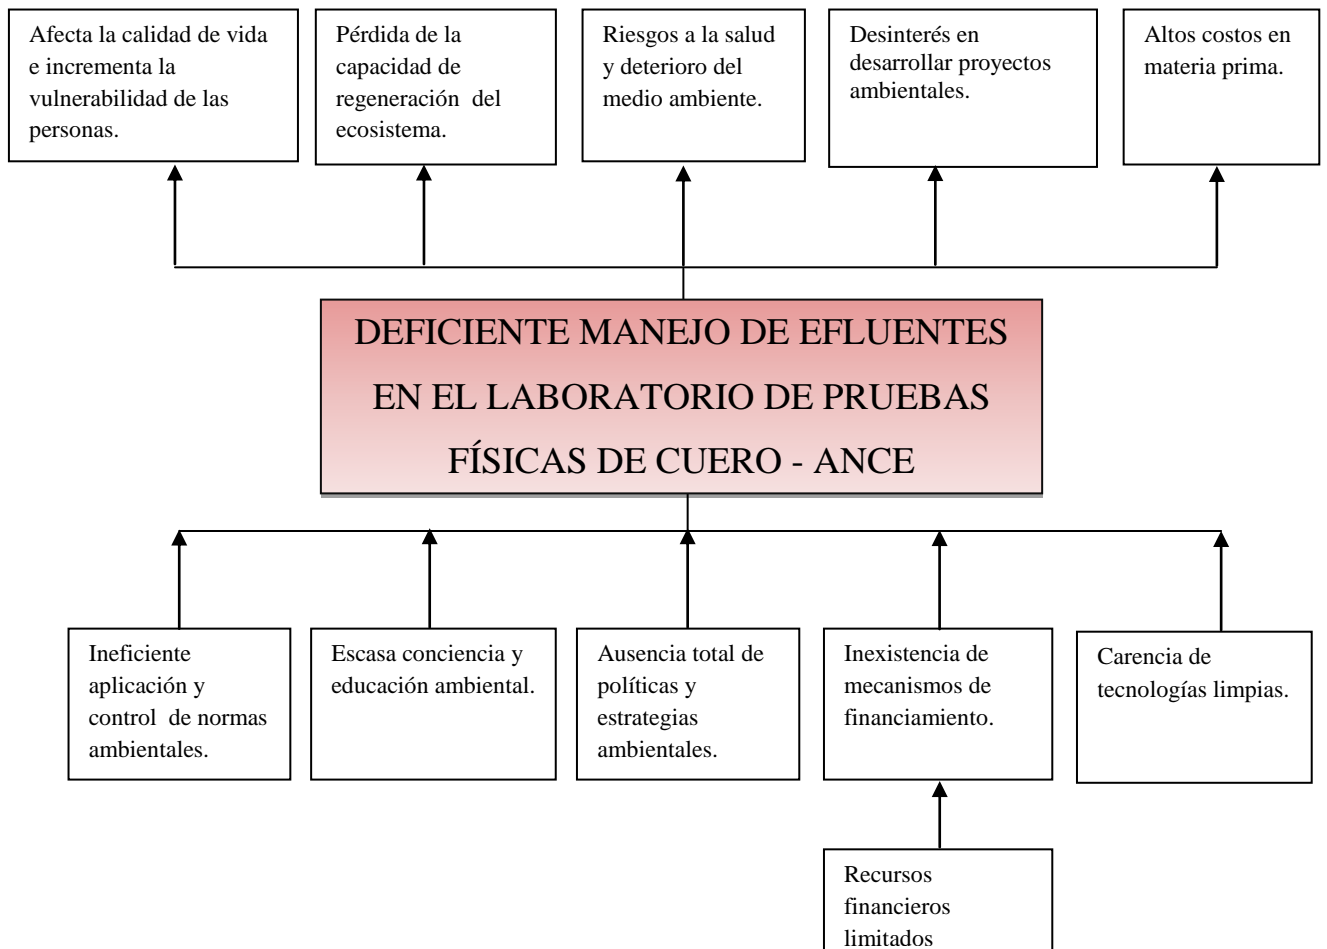 Afecta la calidad de vida
e incrementa la
vulnerabilidad de las
personas.
Pérdida de la
capacidad de
regeneración del
ecosistema.
Riesgos a la salud
y deterioro del
medio ambiente.
Desinterés en
desarrollar proyectos
ambientales.
Altos costos en
materia prima.
DEFICIENTE MANEJO DE EFLUENTES
EN EL LABORATORIO DE PRUEBAS
FÍSICAS DE CUERO - ANCE
Ineficiente
aplicación y
control de normas
ambientales.
Escasa conciencia y
educación ambiental.
Ausencia total de
políticas y
estrategias
ambientales.
Inexistencia de
mecanismos de
financiamiento.
Carencia de
tecnologías limpias.
Recursos
financieros
limitados